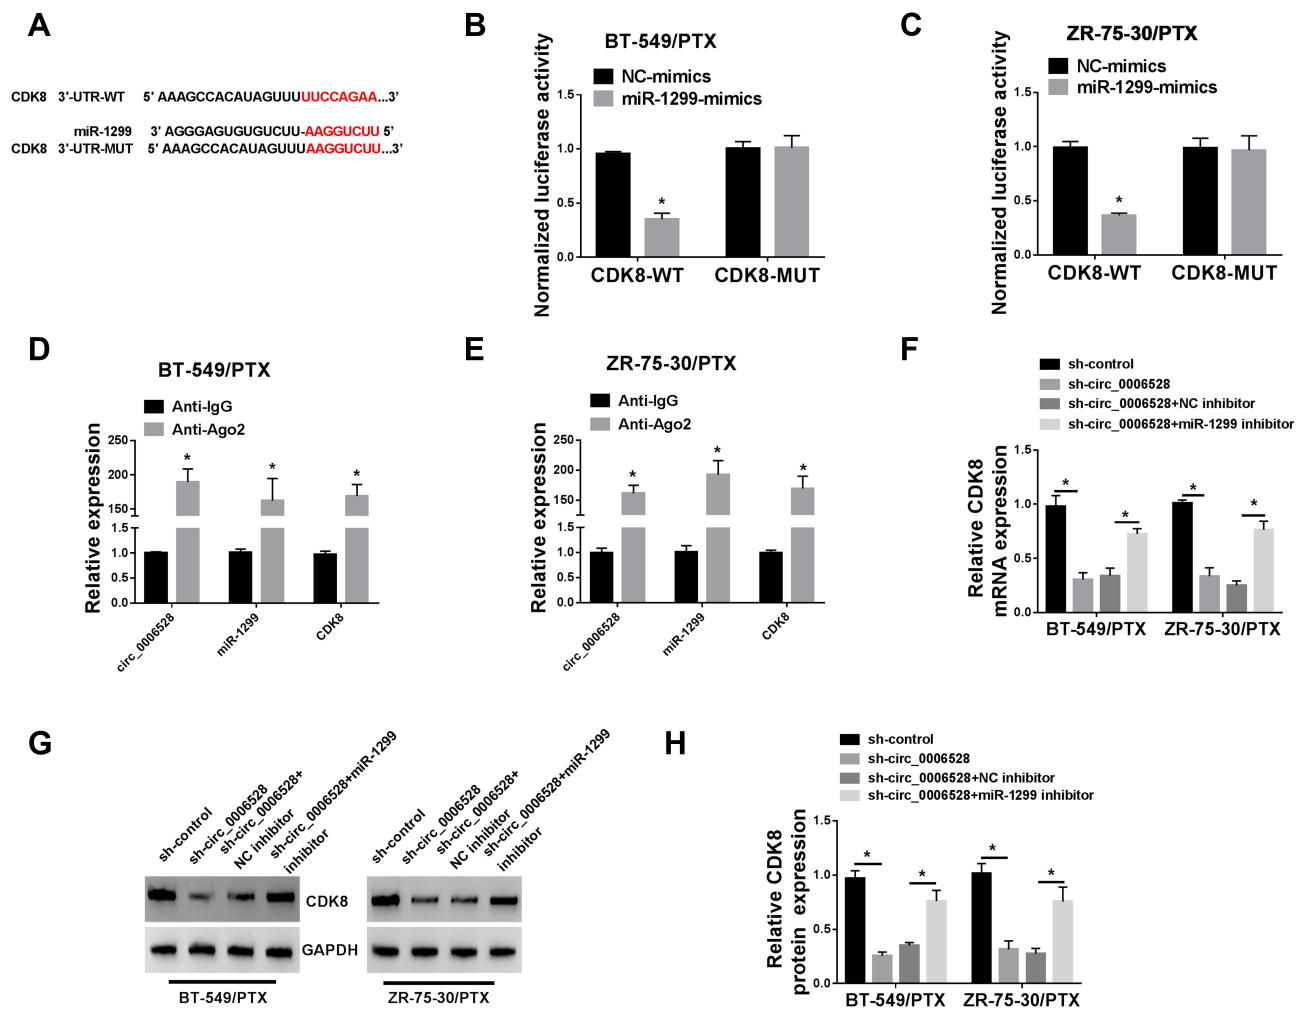 A
CDK8 3'-UTR-WT 5' AAAGCCACAUAGUUUUUCCAGAA...3'
miR-1299 3' AGGGAGUGUGUCUU-AAGGUCUU 5'
CDK8 3'-UTR-MUT 5' AAAGCCACAUAGUUUAAGGUCUU...3'
B
BT-549/PTX
NC-mimics
miR-1299-mimics
Normalized luciferase activity
1.5
1.0
0.5
0.0
*
CDK8-WT CDK8-MUT
C
ZR-75-30/PTX
NC-mimics
miR-1299-mimics
Normalized luciferase activity
1.5
1.0
0.5
0.0
*
CDK8-WT CDK8-MUT
D
BT-549/PTX
Anti-IgG
Anti-Ago2
Relative expression
250
200
150
1.5
1.0
0.5
0.0
* * *
circ_0006528 miR-1299 CDK8
E
ZR-75-30/PTX
Anti-IgG
Anti-Ago2
Relative expression
250
200
150
1.5
1.0
0.5
0.0
* * *
circ_0006528 miR-1299 CDK8
F
sh-control
sh-circ_0006528
sh-circ_0006528+NC inhibitor
sh-circ_0006528+miR-1299 inhibitor
Relative CDK8
mRNA expression
1.5
1.0
0.5
0.0
* * * *
BT-549/PTX ZR-75-30/PTX
G
sh-control
sh-circ_0006528
sh-circ_0006528+
NC inhibitor
sh-circ_0006528+miR-1299
inhibitor
sh-control
sh-circ_0006528
sh-circ_0006528+
NC inhibitor
sh-circ_0006528+miR-1299
inhibitor
CDK8
GAPDH
BT-549/PTX
ZR-75-30/PTX
H
sh-control
sh-circ_0006528
sh-circ_0006528+NC inhibitor
sh-circ_0006528+miR-1299 inhibitor
Relative CDK8
protein expression
1.5
1.0
0.5
0.0
* * * *
BT-549/PTX ZR-75-30/PTX